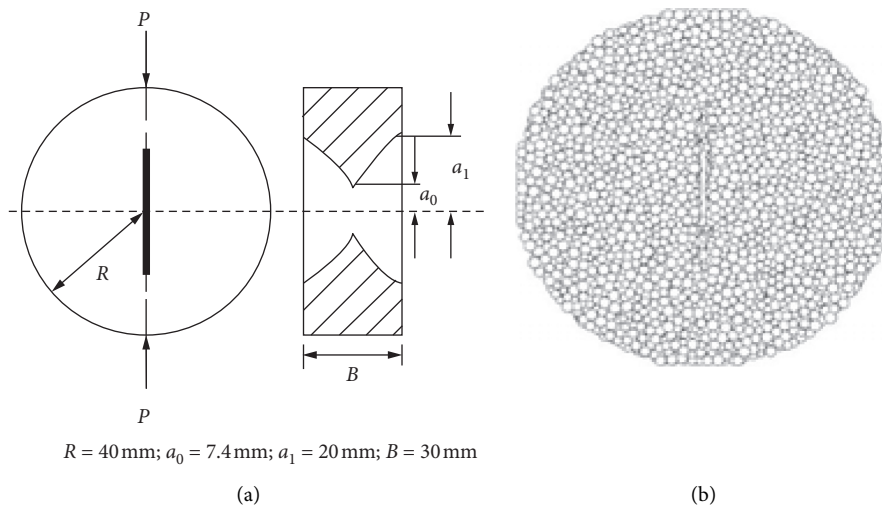 P
R
P
a₁
a₀
B
R = 40 mm; a₀ = 7.4 mm; a₁ = 20 mm; B = 30 mm
(a)
(b)